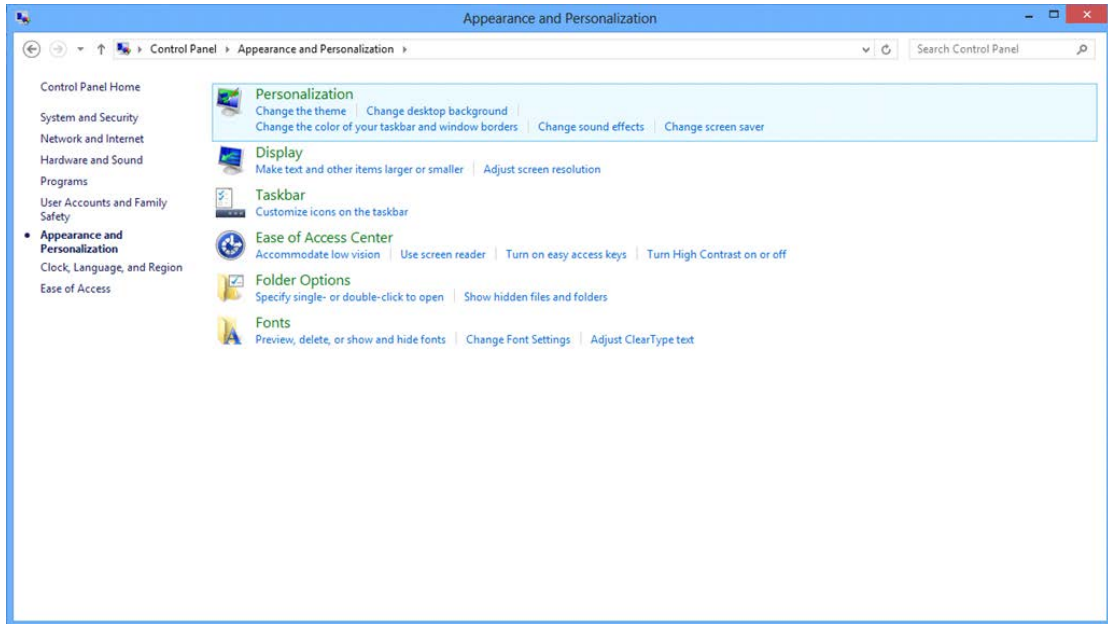 Appearance and Personalization
Control Panel Appearance and Personalization
Search Control Panel
Control Panel Home
System and Security
Network and Internet
Hardware and Sound
Programs
User Accounts and Family
Safety
Appearance and
Personalization
Clock, Language, and Region
Ease of Access
Personalization
Change the theme Change desktop background
Change the color of your taskbar and window borders Change sound effects Change screen saver
Display
Make text and other items larger or smaller Adjust screen resolution
Taskbar
Customize icons on the taskbar
Ease of Access Center
Accommodate low vision Use screen reader Turn on easy access keys Turn High Contrast on or off
Folder Options
Specify single- or double-click to open Show hidden files and folders
Fonts
Preview, delete, or show and hide fonts Change Font Settings Adjust ClearType text